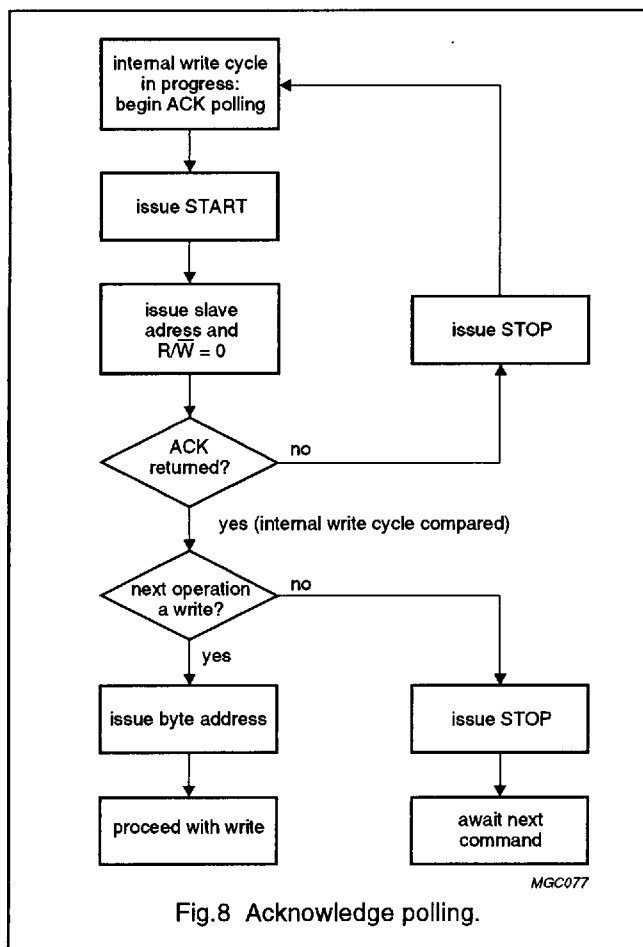 internal write cycle
in progress:
begin ACK polling
issue START
issue slave
adress and
R/W̅ = 0
issue STOP
ACK
returned?
no
yes (internal write cycle compared)
next operation
a write?
no
yes
issue byte address
issue STOP
proceed with write
await next
command
MGC077
Fig.8 Acknowledge polling.